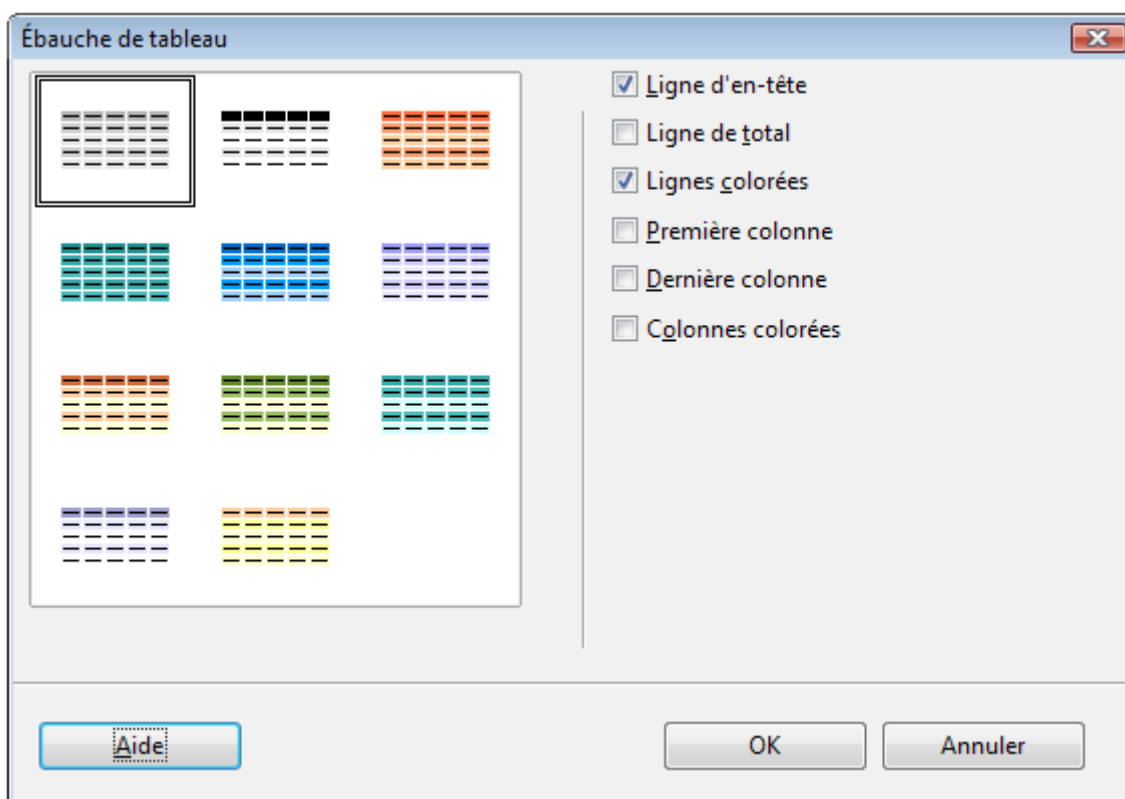 Ébauche de tableau
Ligne d'en-tête
Ligne de total
Lignes colorées
Première colonne
Dernière colonne
Colonnes colorées
Aide
OK
Annuler